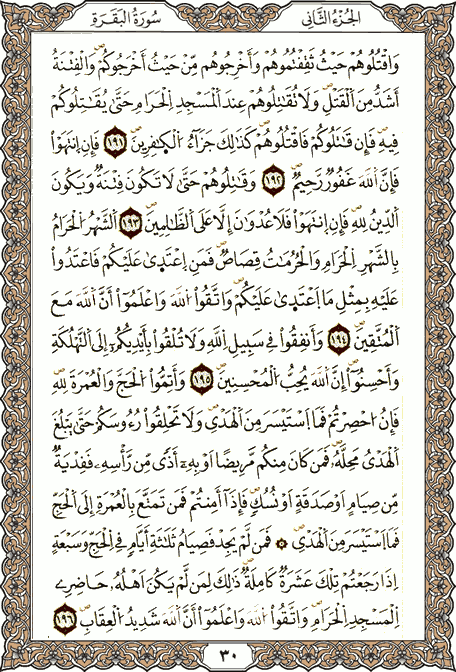 الجزء الثاني
سورة البقرة
وَاقْتُلُوهُمْ حَيْثُ ثَقِفْتُمُوهُمْ وَأَخْرِجُوهُم مِّنْ حَيْثُ أَخْرَجُوكُمْ وَالْفِتْنَةُ
أَشَدُّ مِنَ الْقَتْلِ وَلَا تُقَاتِلُوهُمْ عِندَ الْمَسْجِدِ الْحَرَامِ حَتَّىٰ يُقَاتِلُوكُمْ
فِيهِ فَإِن قَاتَلُوكُمْ فَاقْتُلُوهُمْ كَذَٰلِكَ جَزَاءُ الْكَافِرِينَ ١٩١ فَإِنِ انتَهَوْا
فَإِنَّ اللَّهَ غَفُورٌ رَّحِيمٌ ١٩٢ وَقَاتِلُوهُمْ حَتَّىٰ لَا تَكُونَ فِتْنَةٌ وَيَكُونَ
الدِّينُ لِلَّهِ فَإِنِ انتَهَوْا فَلَا عُدْوَانَ إِلَّا عَلَى الظَّالِمِينَ ١٩٣ الشَّهْرُ الْحَرَامُ
بِالشَّهْرِ الْحَرَامِ وَالْحُرُمَاتُ قِصَاصٌ فَمَنِ اعْتَدَىٰ عَلَيْكُمْ فَاعْتَدُوا
عَلَيْهِ بِمِثْلِ مَا اعْتَدَىٰ عَلَيْكُمْ وَاتَّقُوا اللَّهَ وَاعْلَمُوا أَنَّ اللَّهَ مَعَ
الْمُتَّقِينَ ١٩٤ وَأَنفِقُوا فِي سَبِيلِ اللَّهِ وَلَا تُلْقُوا بِأَيْدِيكُمْ إِلَى التَّهْلُكَةِ
وَأَحْسِنُوا إِنَّ اللَّهَ يُحِبُّ الْمُحْسِنِينَ ١٩٥ وَأَتِمُّوا الْحَجَّ وَالْعُمْرَةَ لِلَّهِ
فَإِنْ أُحْصِرْتُمْ فَمَا اسْتَيْسَرَ مِنَ الْهَدْيِ وَلَا تَحْلِقُوا رُءُوسَكُمْ حَتَّىٰ يَبْلُغَ
الْهَدْيُ مَحِلَّهُ فَمَن كَانَ مِنكُم مَّرِيضًا أَوْ بِهِ أَذًى مِّن رَّأْسِهِ فَفِدْيَةٌ
مِّن صِيَامٍ أَوْ صَدَقَةٍ أَوْ نُسُكٍ فَإِذَا أَمِنتُمْ فَمَن تَمَتَّعَ بِالْعُمْرَةِ إِلَى الْحَجِّ
فَمَا اسْتَيْسَرَ مِنَ الْهَدْيِ فَمَن لَّمْ يَجِدْ فَصِيَامُ ثَلَاثَةِ أَيَّامٍ فِي الْحَجِّ وَسَبْعَةٍ
إِذَا رَجَعْتُمْ تِلْكَ عَشَرَةٌ كَامِلَةٌ ذَٰلِكَ لِمَن لَّمْ يَكُنْ أَهْلُهُ حَاضِرِي
الْمَسْجِدِ الْحَرَامِ وَاتَّقُوا اللَّهَ وَاعْلَمُوا أَنَّ اللَّهَ شَدِيدُ الْعِقَابِ ١٩٦
٣٠